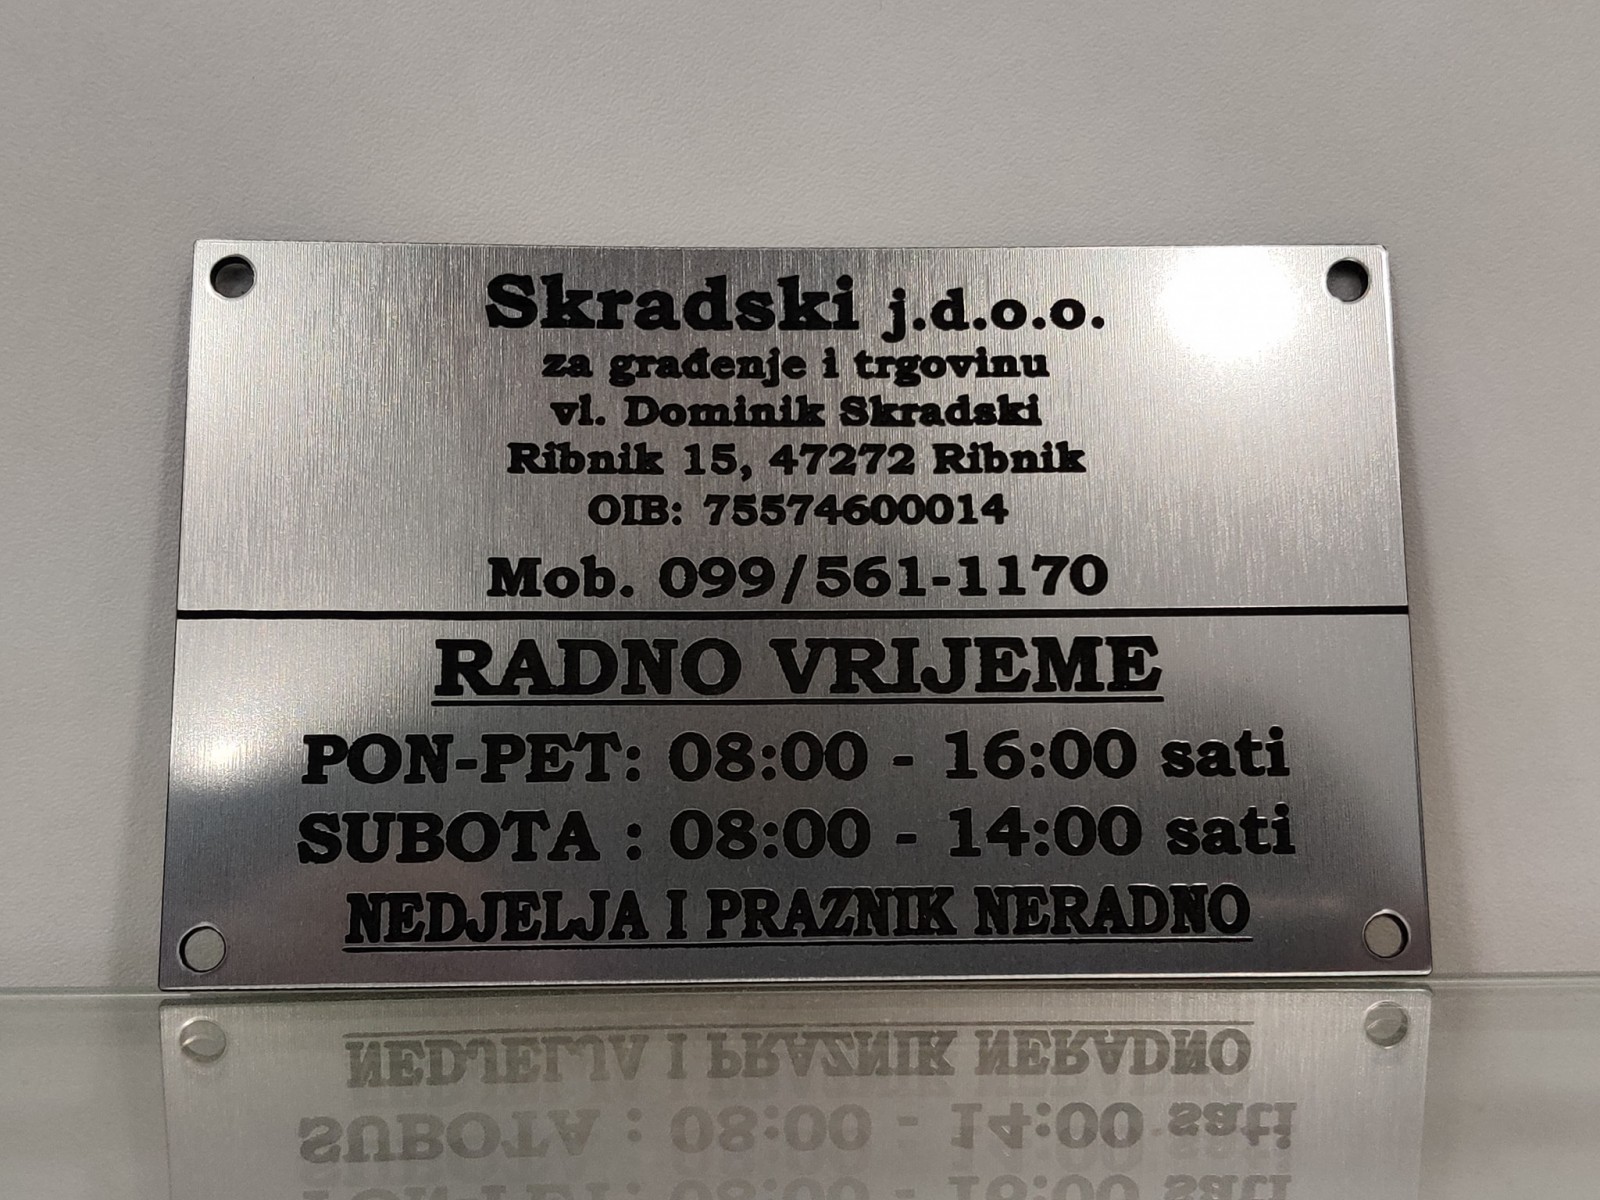 Skradski j.d.o.o.
za građenje i trgovinu
vl. Dominik Skradski
Ribnik 15, 47272 Ribnik
OIB: 75574600014
Mob. 099/561-1170
RADNO VRIJEME
PON-PET: 08:00 - 16:00 sati
SUBOTA : 08:00 - 14:00 sati
NEDJELJA I PRAZNIK NERADNO